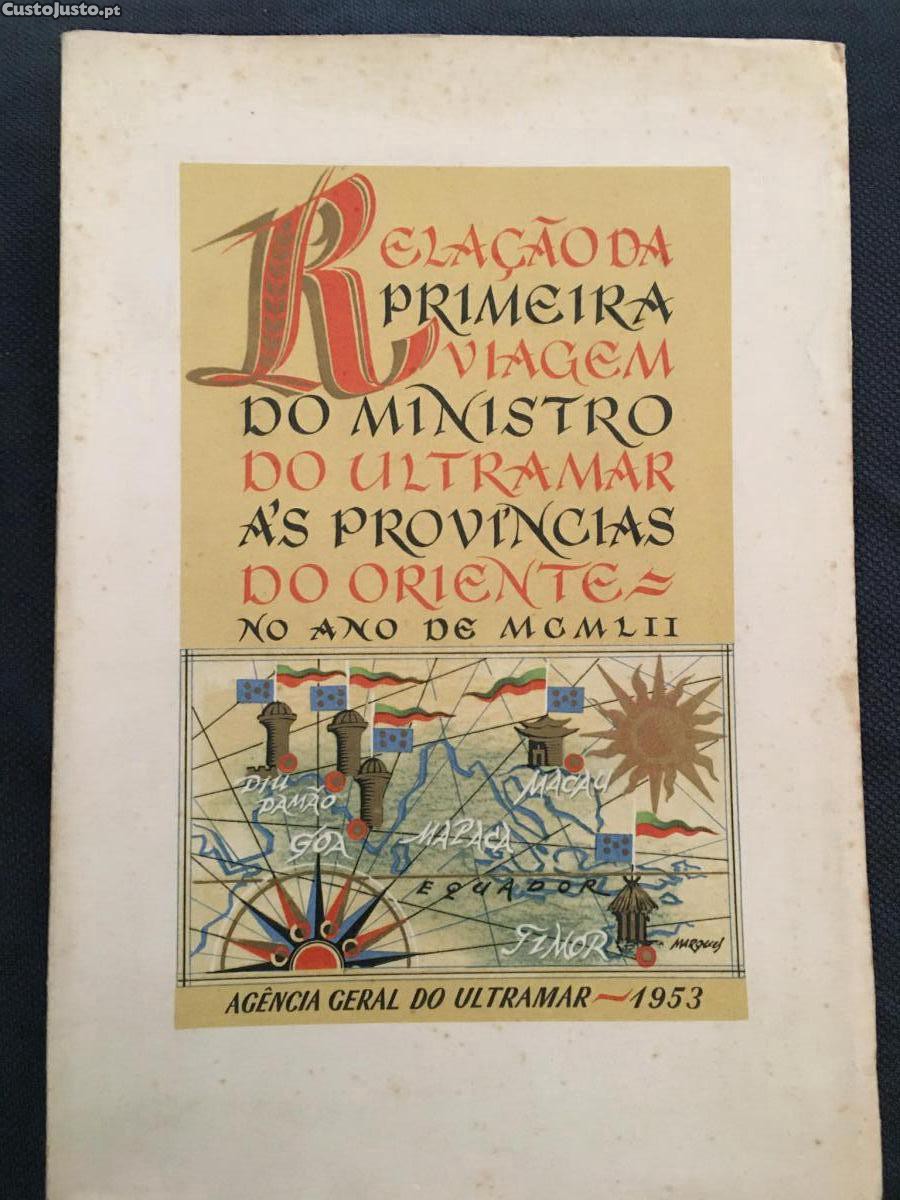 CustoJusto.pt
RELAÇÃO DA
PRIMEIRA
VIAGEM
DO MINISTRO
DO ULTRAMAR
ÀS PROVÍNCIAS
DO ORIENTE
NO ANO DE MCMLII
DIU
DAMÃO
GOA
MALACA
MACAU
EQUADOR
TIMOR
MARQUES
AGÊNCIA GERAL DO ULTRAMAR — 1953